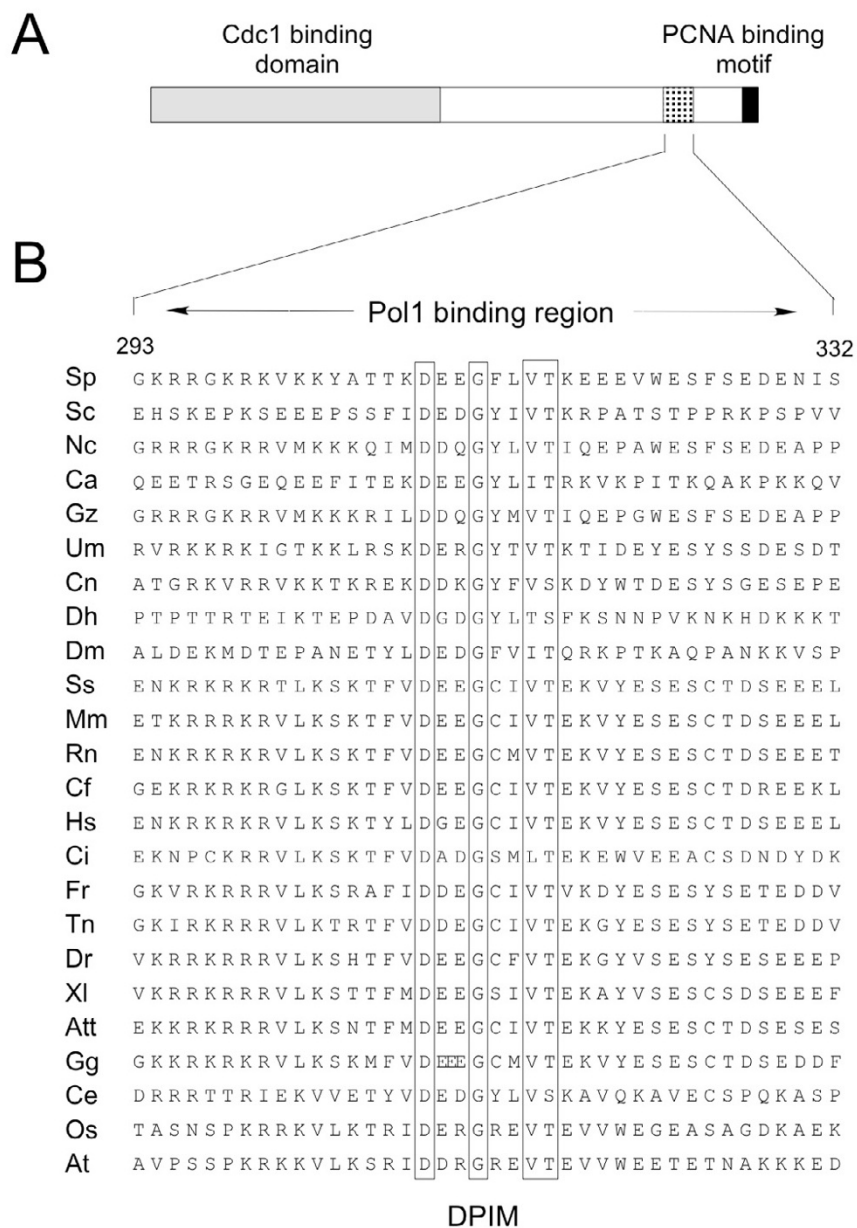 A
Cdc1 binding domain
PCNA binding motif
B
Pol1 binding region
293 332
Sp GKRRGKRKVKKYATTKDEEGFLVTKEEEVWESFSEDENIS
Sc EHSKEPKSEEEPSSFIDEDGYIVTKRPATSTPPRKPSPVV
Nc GRRRGKRRVMKKKQIMDDQGYLVTIQEPAWESFSEDEAPP
Ca QEETRSGEQEEFITEKDEEGYLITRKVKPITKQAKPKKQV
Gz GRRRGKRRVMKKKRILDDQGYMVTIQEPGWESFSEDEAPP
Um RVRKKRKIGTKKLRSKDERGYTVTKTIDEYESYSSDESDT
Cn ATGRKVRRVKKTKREKDDKGYFVSKDYWTDESYSGESEPE
Dh PTPTTRTEIKTEPDAVDGDGYLTSFKSNNPVKNKHDKKKT
Dm ALDEKMDTEPANETYLDEDGFVITQRKPTKAQPANKKVSP
Ss ENKRKRKRTLKSKTFVDEEGCIVTEKVYESESCTDSEEEL
Mm ETKRRRKRVLKSKTFVDEEGCIVTEKVYESESCTDSEEEL
Rn ENKRKRKRVLKSKTFVDEEGCMVTEKVYESESCTDSEEET
Cf GEKRKRKRGLKSKTFVDEEGCIVTEKVYESESCTDREEKL
Hs ENKRKRKRVLKSKTYLDGEGCIVTEKVYESESCTDSEEEL
Ci EKNPCKRRVLKSKTFVDADGSMLTEKEWVEEACSDNDYDK
Fr GKVRKRRRVLKSRAFIDDEGCIVTVKDYESESYSETEDDV
Tn GKIRKRRRVLKTRTFVDDEGCIVTEKGYESESYSETEDDV
Dr VKRRKRRRVLKSHTFVDEEGCFVTEKGYVSESYSESEEEP
Xl VKRRKRRRVLKSTTFMDEEGSIVTEKAYVSESCSDSEEEF
Att EKKRKRRRVLKSNTFMDEEGCIVTEKKYESESCTDSESES
Gg GKKRKRKRVLKSKMFVDEEEGCMVTEKVYESESCTDSEDDF
Ce DRRRTTRIEKVVETYVDEDGYLVSKAVQKAVECSPQKASP
Os TASNSPKRRKVLKTRIDERGREVTEVVWEGEASAGDKAEK
At AVPSSPKRKKVLKSRIDDRGREVTEVVWEETETNAKKKED
DPIM